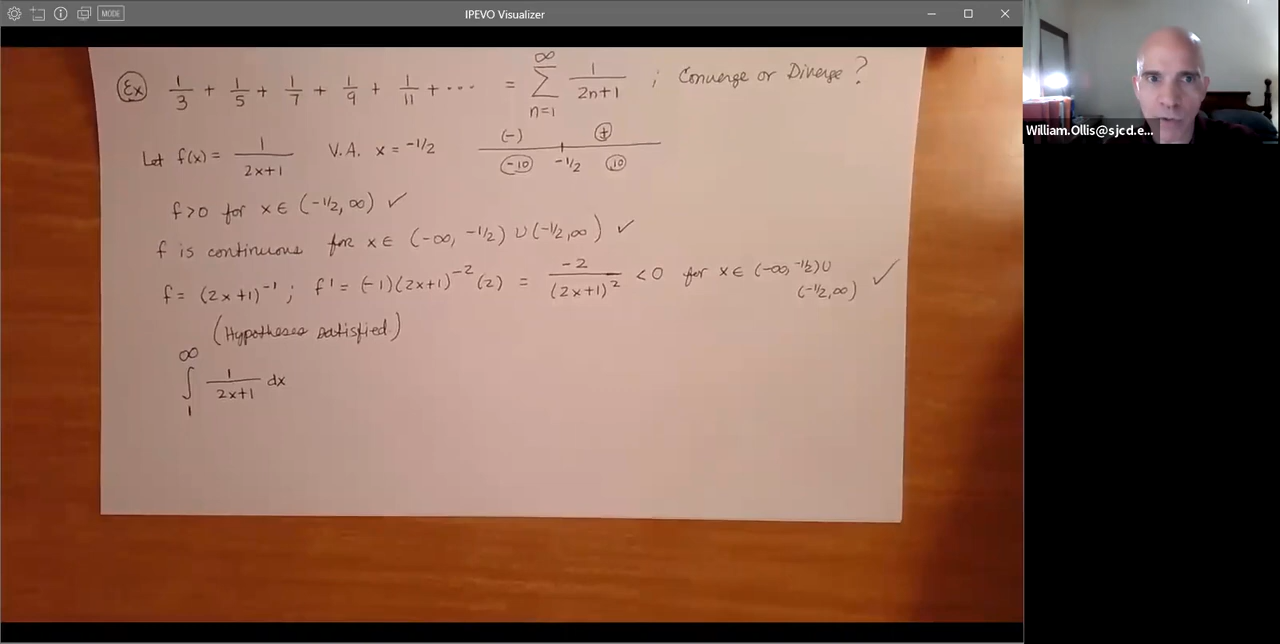 MODE
IPEVO Visualizer
Ex 1/3 + 1/5 + 1/7 + 1/9 + 1/11 + ··· = ∞ ∑ n=1 1/2n+1 ; Converge or Diverge?
Let f(x) = 1/2x+1 V.A. x = -1/2 (-) + -10 -1/2 10
f>0 for x ∈ (-1/2, ∞) ✓
f is continuous for x ∈ (-∞, -1/2) ∪ (-1/2, ∞) ✓
f = (2x+1)⁻¹ ; f' = (-1)(2x+1)⁻²(2) = -2/(2x+1)² < 0 for x ∈ (-∞, -1/2) ∪
(-1/2, ∞) ✓
(Hypotheses satisfied)
∞ ∫ 1 1/2x+1 dx
William.Ollis@sjcd.e...